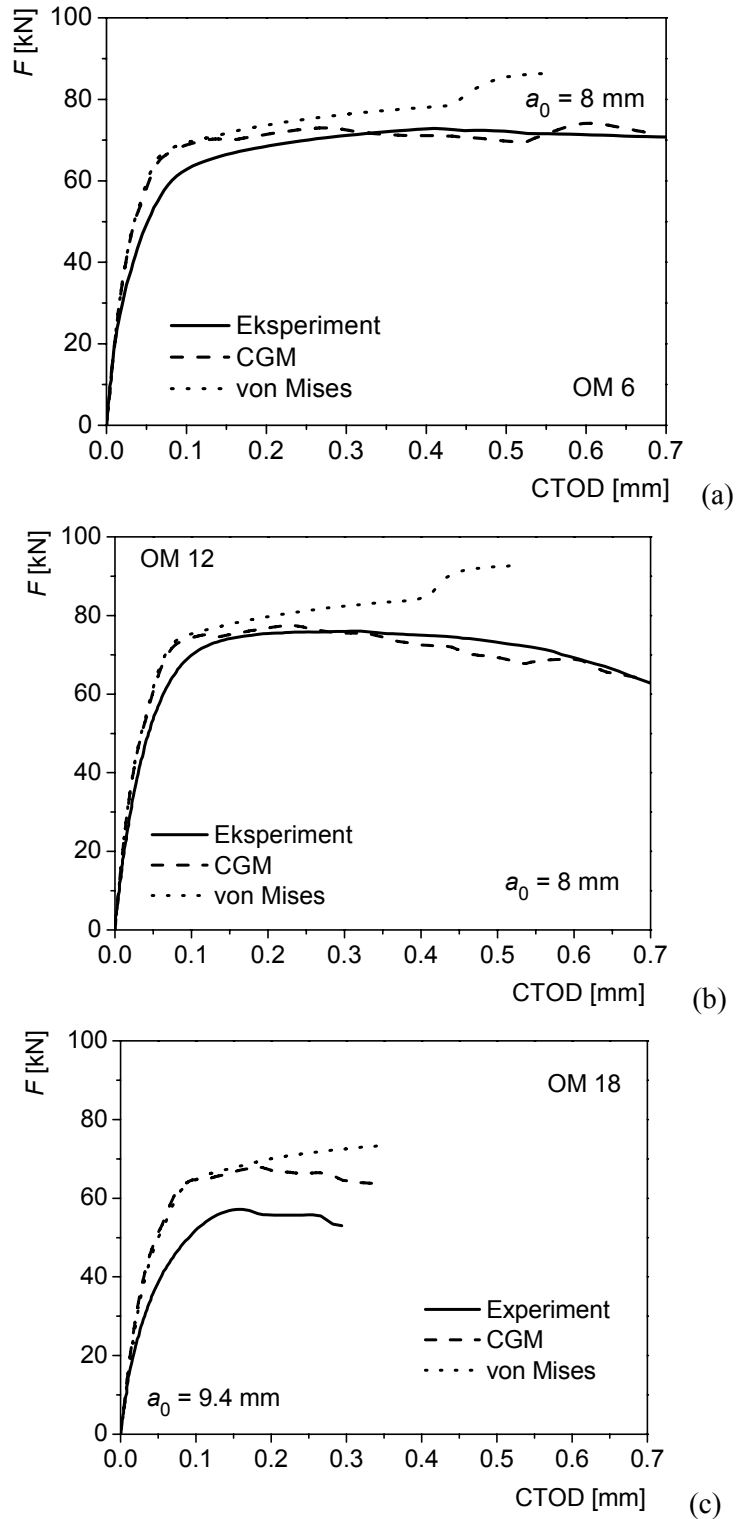 F [kN]
100
80
60
40
20
0
a0 = 8 mm
Eksperiment
CGM
von Mises
OM 6
0.0 0.1 0.2 0.3 0.4 0.5 0.6 0.7
CTOD [mm]
(a)
F [kN]
100
80
60
40
20
0
OM 12
Eksperiment
CGM
von Mises
a0 = 8 mm
0.0 0.1 0.2 0.3 0.4 0.5 0.6 0.7
CTOD [mm]
(b)
F [kN]
100
80
60
40
20
0
OM 18
Experiment
CGM
von Mises
a0 = 9.4 mm
0.0 0.1 0.2 0.3 0.4 0.5 0.6 0.7
CTOD [mm]
(c)